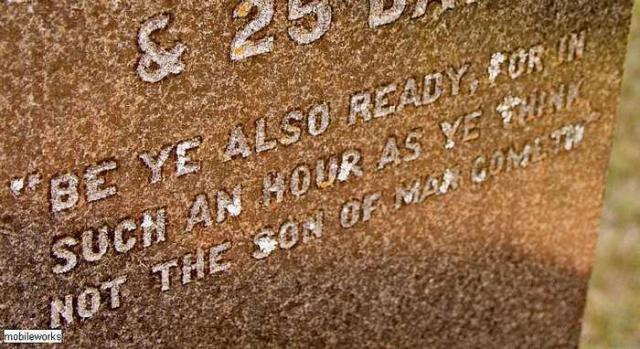 & 25 DA
"BE YE ALSO READY, FOR IN
SUCH AN HOUR AS YE THINK
NOT THE SON OF MAN COMETH"
mobileworks